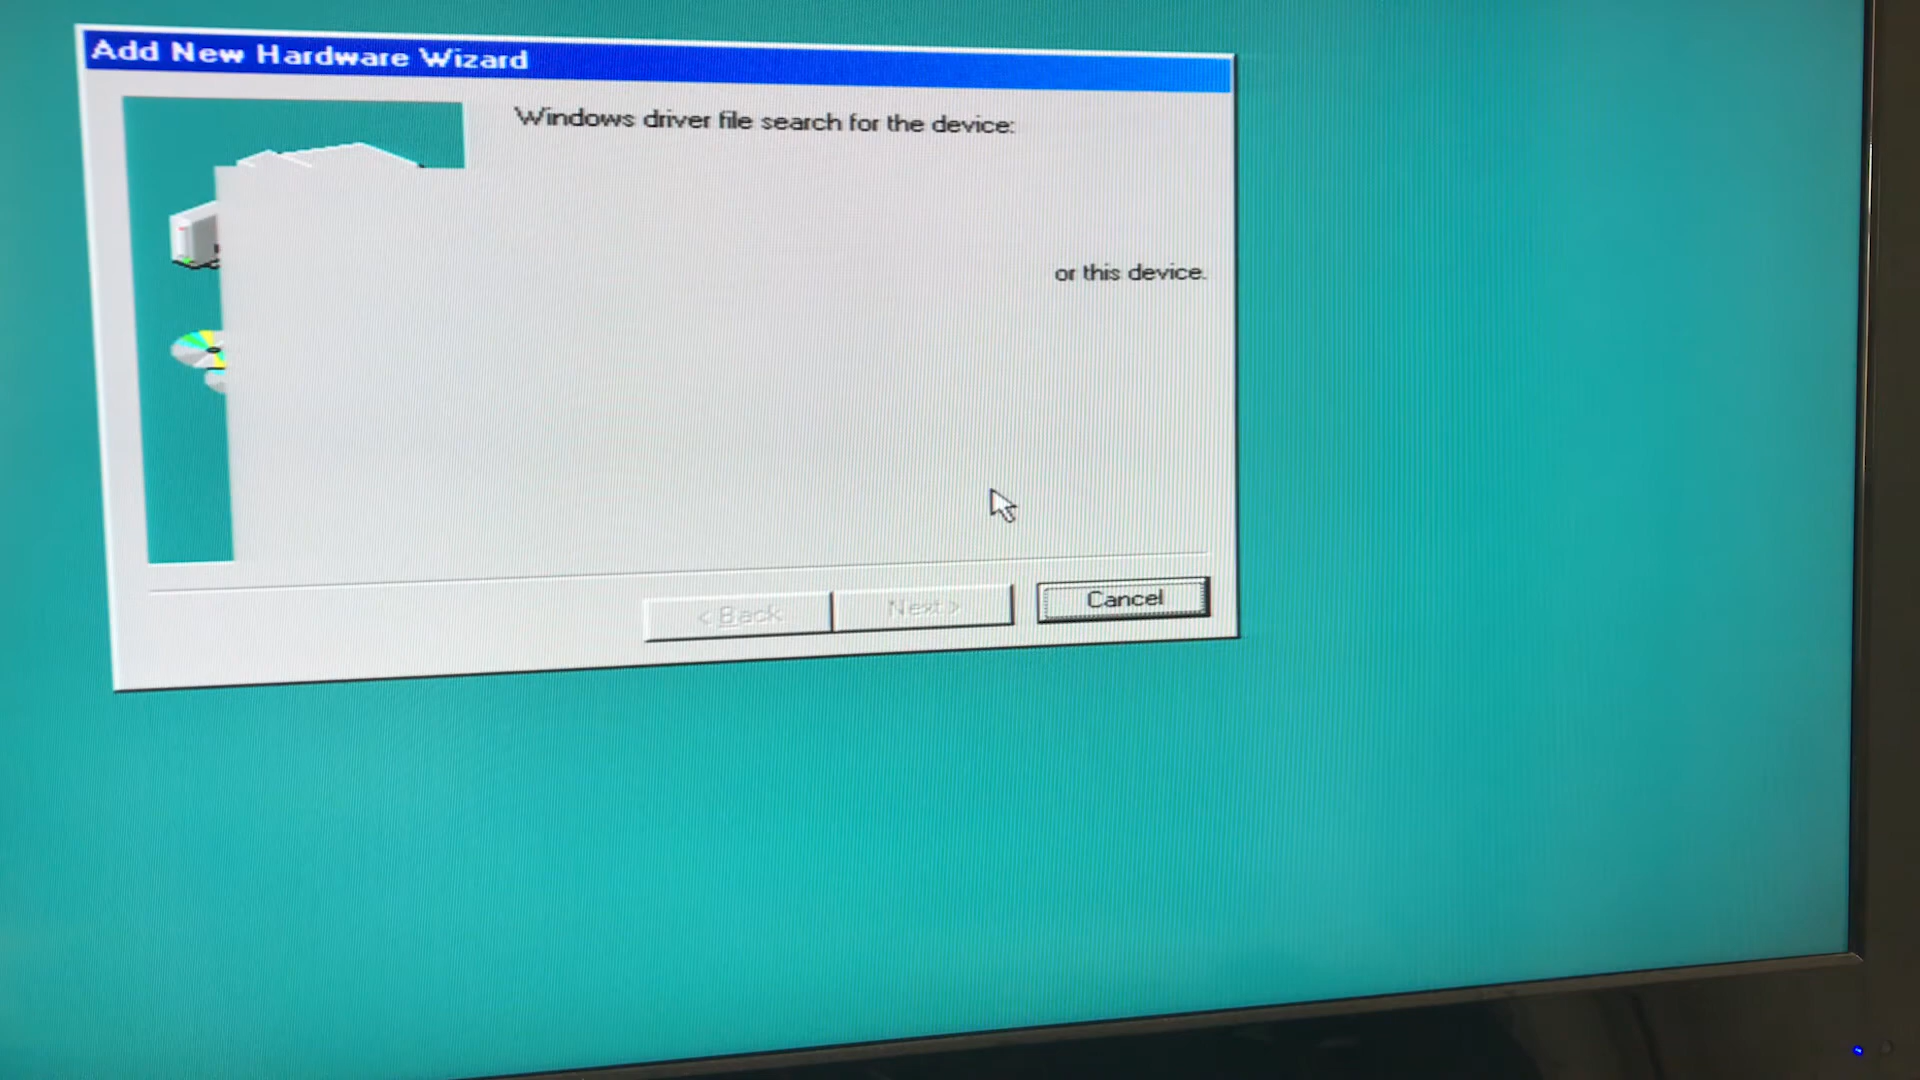 Add New Hardware Wizard
Windows driver file search for the device:
or this device.
< Back
Next >
Cancel